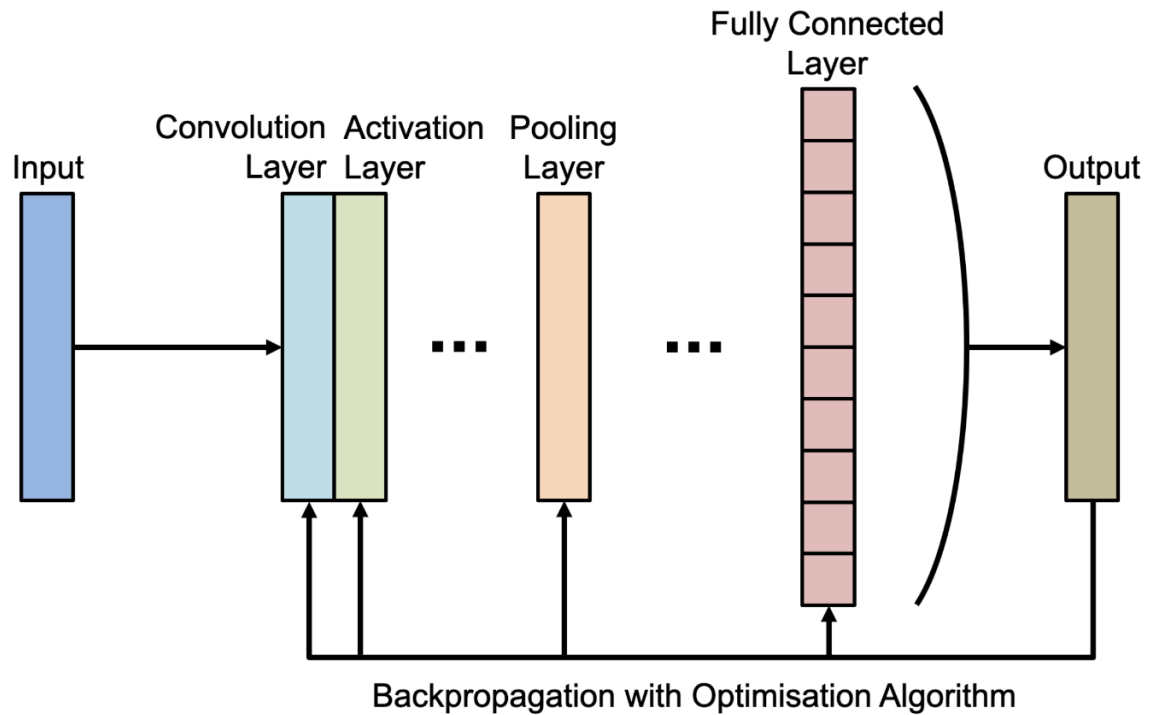 Fully Connected
Layer
Convolution
Layer
Activation
Layer
Pooling
Layer
Input
Output
Backpropagation with Optimisation Algorithm